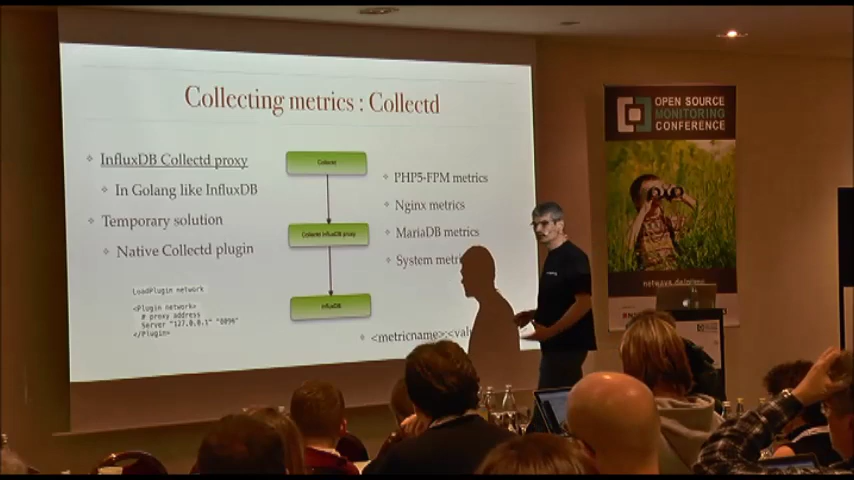 Collecting metrics : Collectd
InfluxDB Collectd proxy
In Golang like InfluxDB
Temporary solution
Native Collectd plugin
LoadPlugin network
<Plugin network>
# proxy address
Server "127.0.0.1" "8096"
</Plugin>
Collectd
Collectd InfluxDB proxy
InfluxDB
PHP5-FPM metrics
Nginx metrics
MariaDB metrics
System met
<metricname>:<val
OPEN SOURCE
MONITORING
CONFERENCE